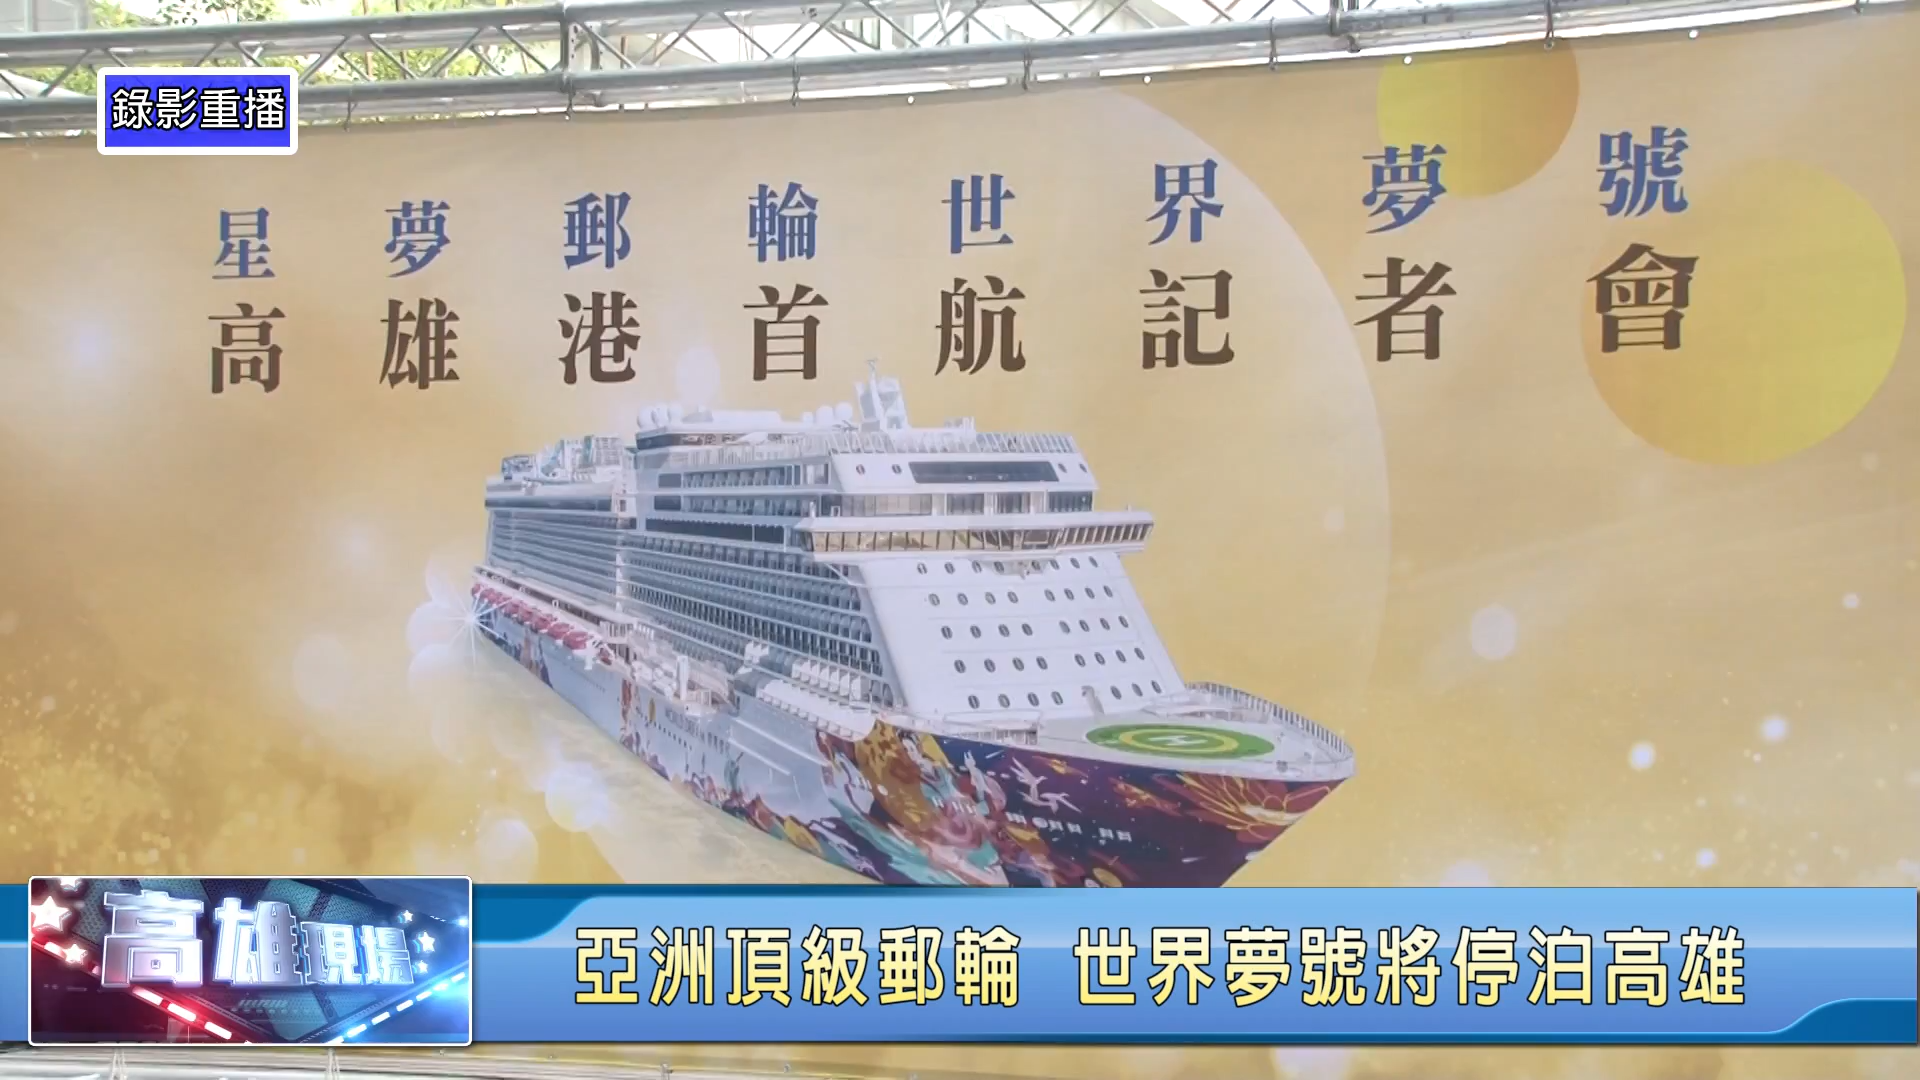 錄影重播
星夢郵輪世界夢號
高雄港首航記者會
高雄現場
亞洲頂級郵輪 世界夢號將停泊高雄